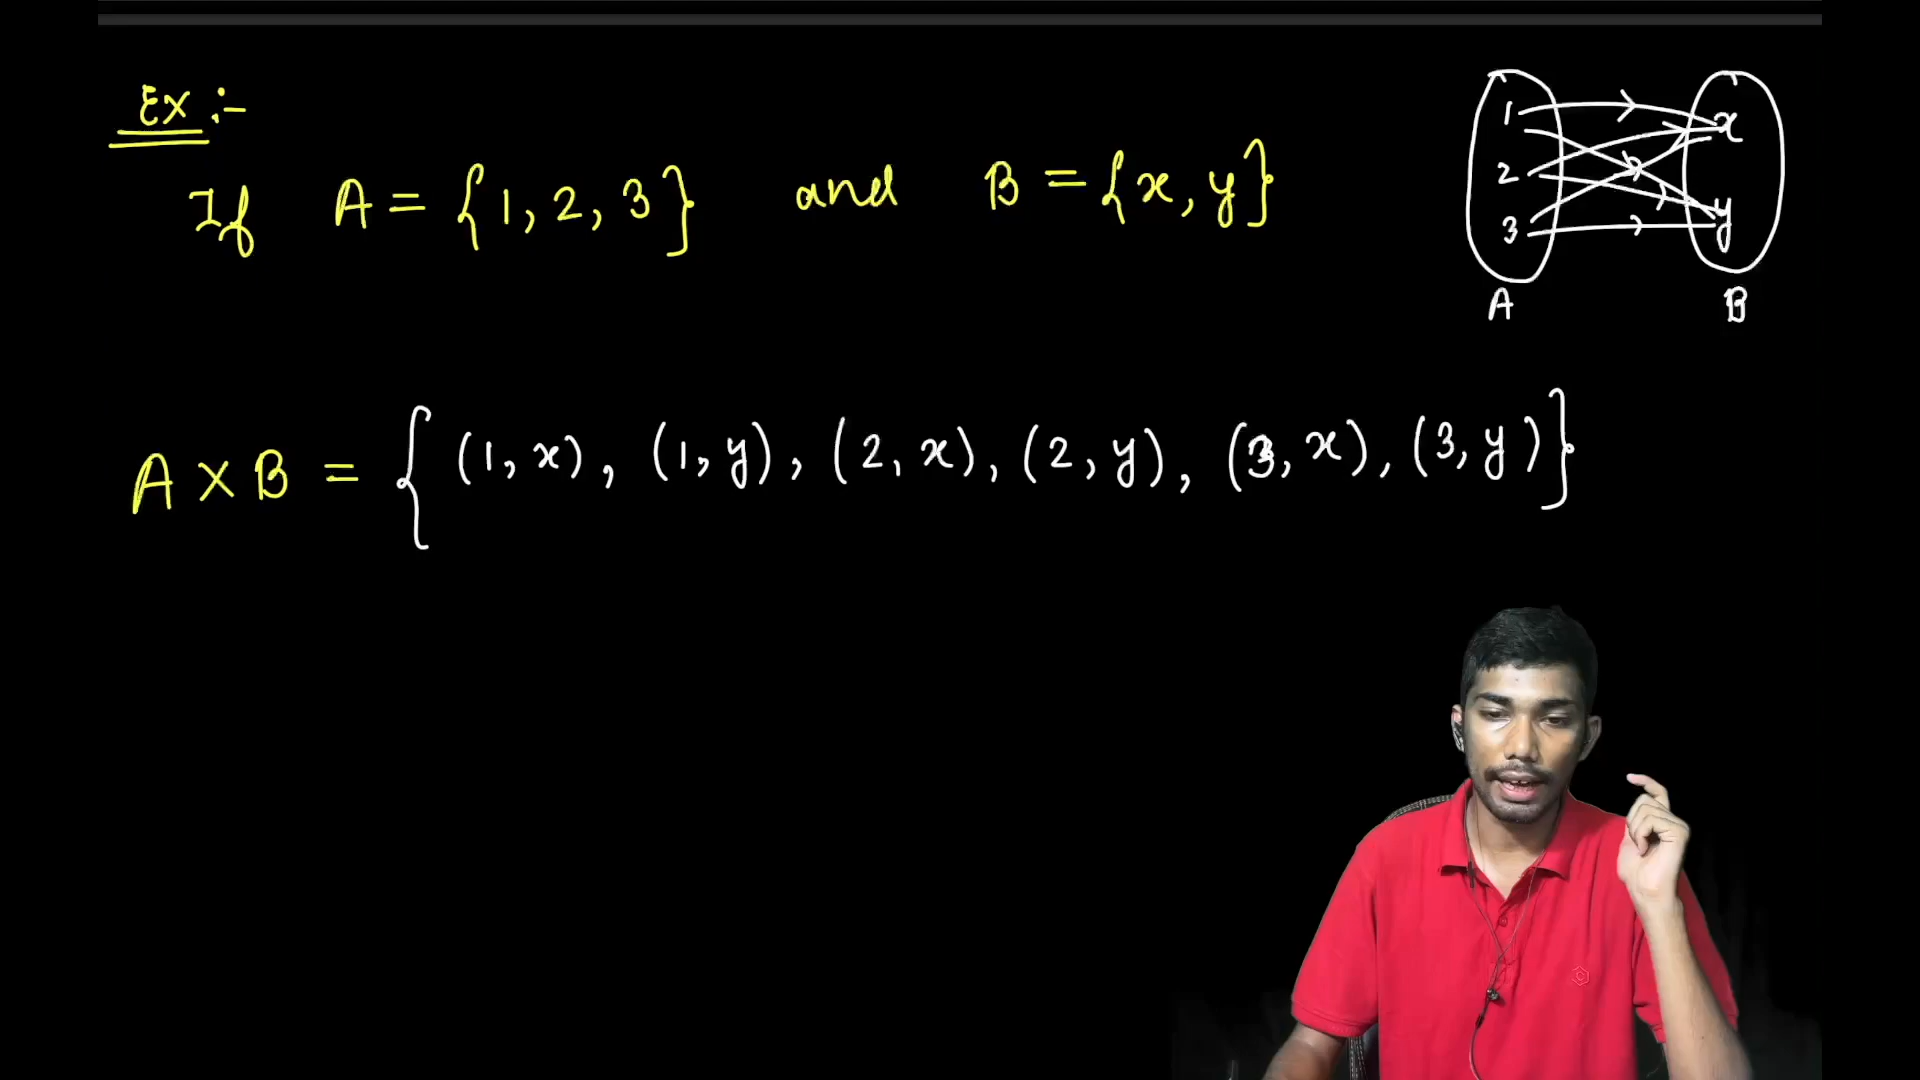 Ex :-
If A = {1, 2, 3} and B = {x, y}
1
2
3
A
x
y
B
A × B = { (1, x), (1, y), (2, x), (2, y), (3, x), (3, y) }